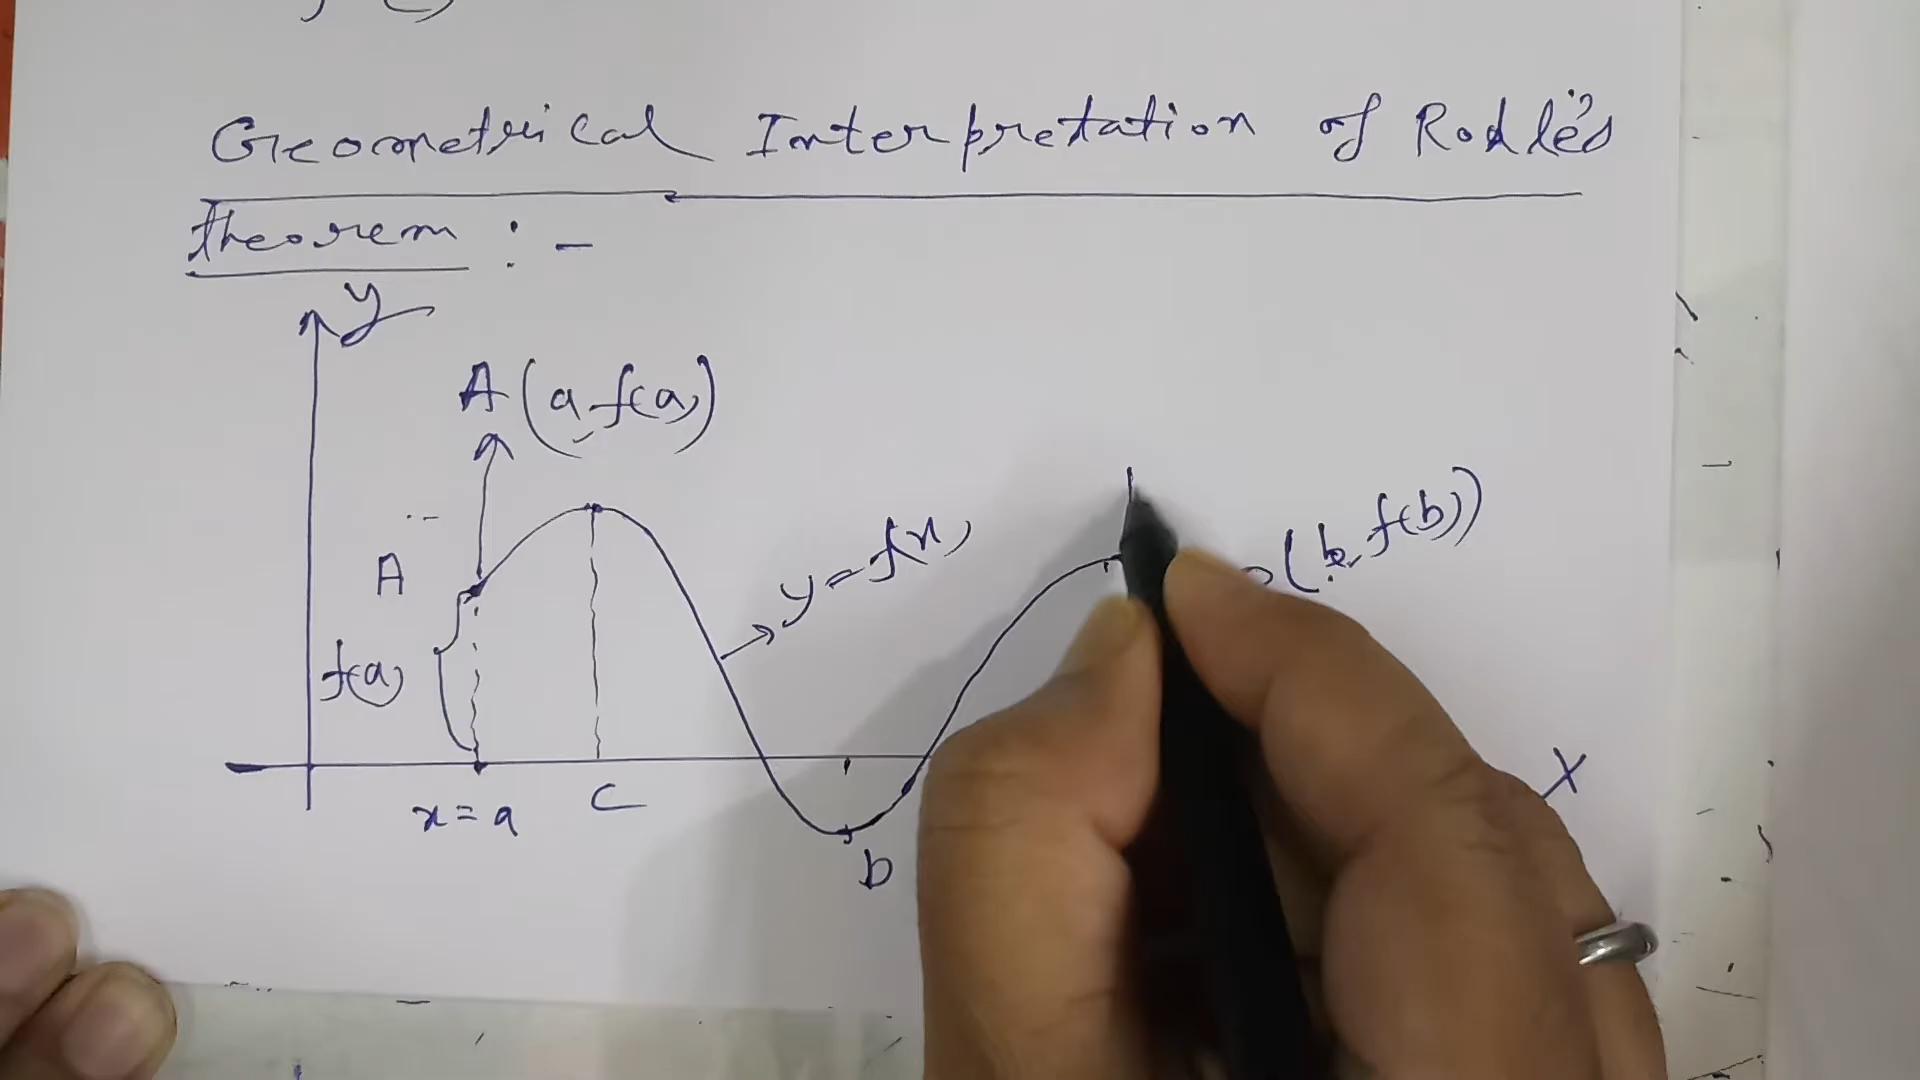 Geometrical Interpretation of Rolle's
theorem : -
y
A (a, f(a))
(b, f(b))
y = f(x)
A
f(a)
x = a
C
b
X